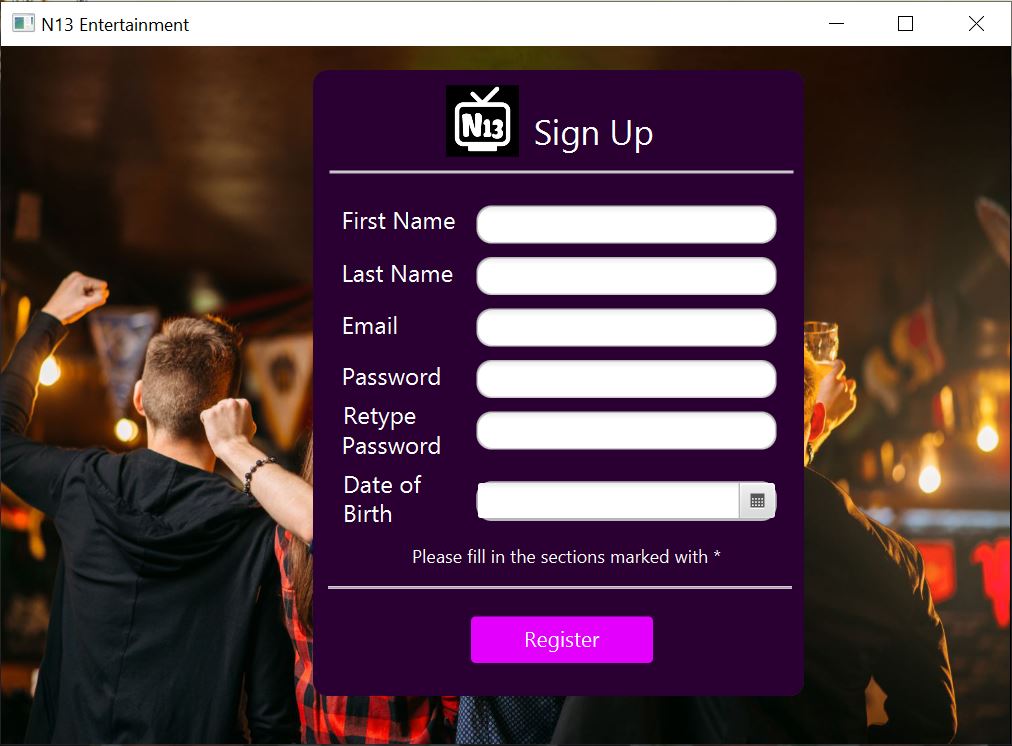 N13 Entertainment
N13
Sign Up
First Name
Last Name
Email
Password
Retype
Password
Date of
Birth
Please fill in the sections marked with *
Register